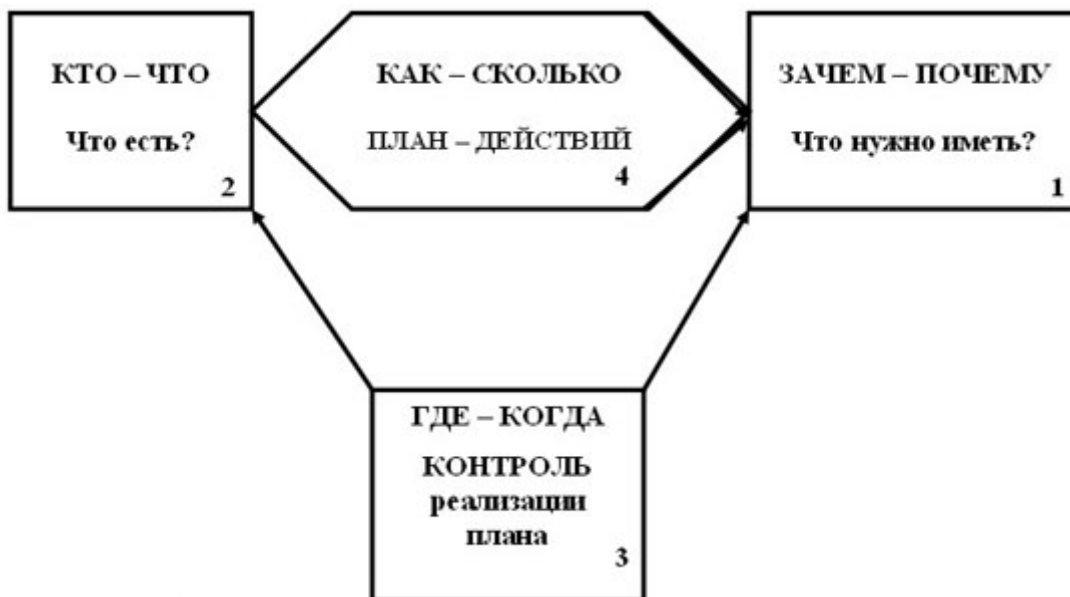 КТО – ЧТО
Что есть?
2
КАК – СКОЛЬКО
ПЛАН – ДЕЙСТВИЙ
4
ЗАЧЕМ – ПОЧЕМУ
Что нужно иметь?
1
ГДЕ – КОГДА
КОНТРОЛЬ
реализации
плана
3